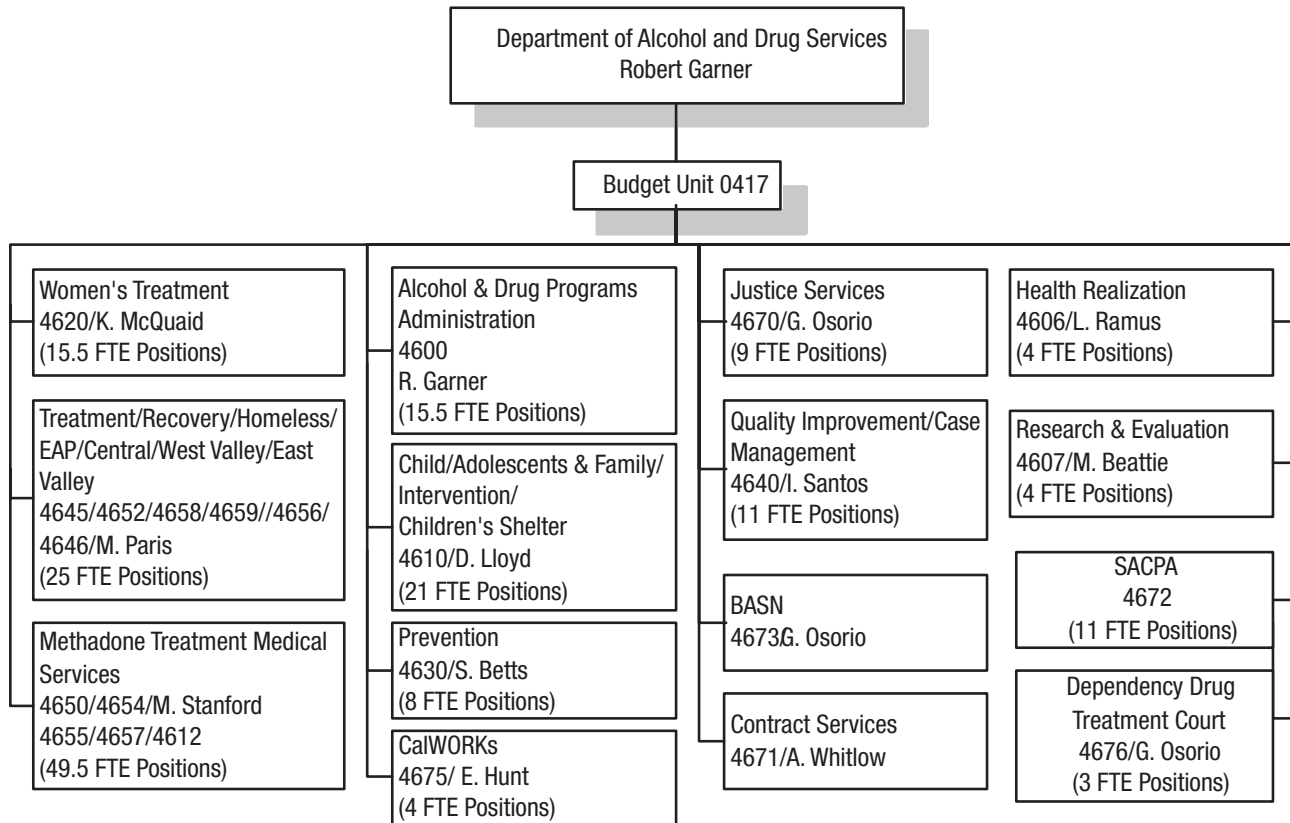 Department of Alcohol and Drug Services
Robert Garner
Budget Unit 0417
Women's Treatment
4620/K. McQuaid
(15.5 FTE Positions)
Treatment/Recovery/Homeless/
EAP/Central/West Valley/East
Valley
4645/4652/4658/4659//4656/
4646/M. Paris
(25 FTE Positions)
Methadone Treatment Medical
Services
4650/4654/M. Stanford
4655/4657/4612
(49.5 FTE Positions)
Alcohol & Drug Programs
Administration
4600
R. Garner
(15.5 FTE Positions)
Child/Adolescents & Family/
Intervention/
Children's Shelter
4610/D. Lloyd
(21 FTE Positions)
Prevention
4630/S. Betts
(8 FTE Positions)
CalWORKs
4675/ E. Hunt
(4 FTE Positions)
Justice Services
4670/G. Osorio
(9 FTE Positions)
Quality Improvement/Case
Management
4640/I. Santos
(11 FTE Positions)
BASN
4673/G. Osorio
Contract Services
4671/A. Whitlow
Health Realization
4606/L. Ramus
(4 FTE Positions)
Research & Evaluation
4607/M. Beattie
(4 FTE Positions)
SACPA
4672
(11 FTE Positions)
Dependency Drug
Treatment Court
4676/G. Osorio
(3 FTE Positions)